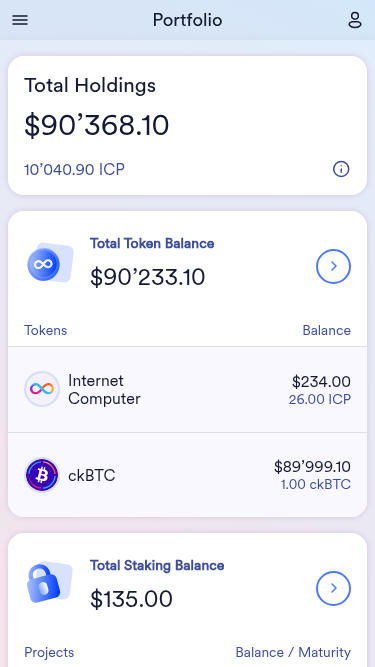 Portfolio
Total Holdings
$90’368.10
10’040.90 ICP
Total Token Balance
$90’233.10
Tokens Balance
Internet Computer $234.00
26.00 ICP
ckBTC $89’999.10
1.00 ckBTC
Total Staking Balance
$135.00
Projects Balance / Maturity